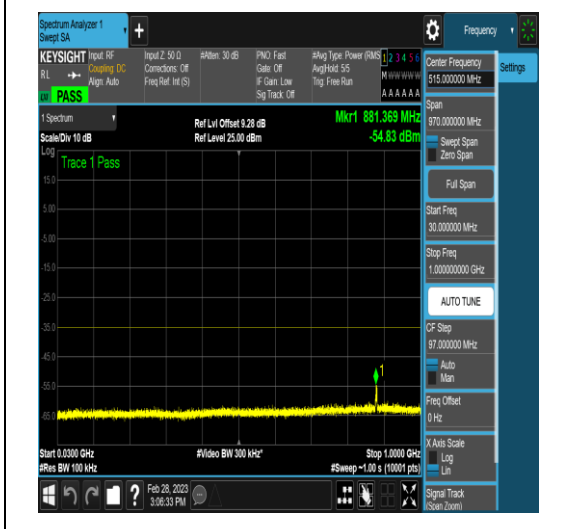 Spectrum Analyzer 1
Swept SA
+
Frequency
KEYSIGHT
Input: RF
Coupling: DC
Align: Auto
Input Z: 50 Ω
Corrections: Off
Freq Ref: Int (S)
#Atten: 30 dB
PNO: Fast
Gate: Off
IF Gain: Low
Sig Track: Off
#Avg Type: Power (RMS
Avg|Hold: 5/5
Trig: Free Run
1 2 3 4 5 6
M W W W W W
A A A A A A
RL
PASS
1 Spectrum
Scale/Div 10 dB
Ref Lvl Offset 9.28 dB
Ref Level 25.00 dBm
Mkr1 881.369 MHz
-54.83 dBm
Log
Trace 1 Pass
15.0
5.00
-5.00
-15.0
-25.0
-35.0
-45.0
-55.0
-65.0
1
Start 0.0300 GHz
#Res BW 100 kHz
#Video BW 300 kHz*
Stop 1.0000 GHz
#Sweep ~1.00 s (10001 pts)
Feb 28, 2023
3:06:33 PM
?
Center Frequency
515.000000 MHz
Settings
Span
970.000000 MHz
Swept Span
Zero Span
Full Span
Start Freq
30.000000 MHz
Stop Freq
1.000000000 GHz
AUTO TUNE
CF Step
97.000000 MHz
Auto
Man
Freq Offset
0 Hz
X Axis Scale
Log
Lin
Signal Track
(Span Zoom)